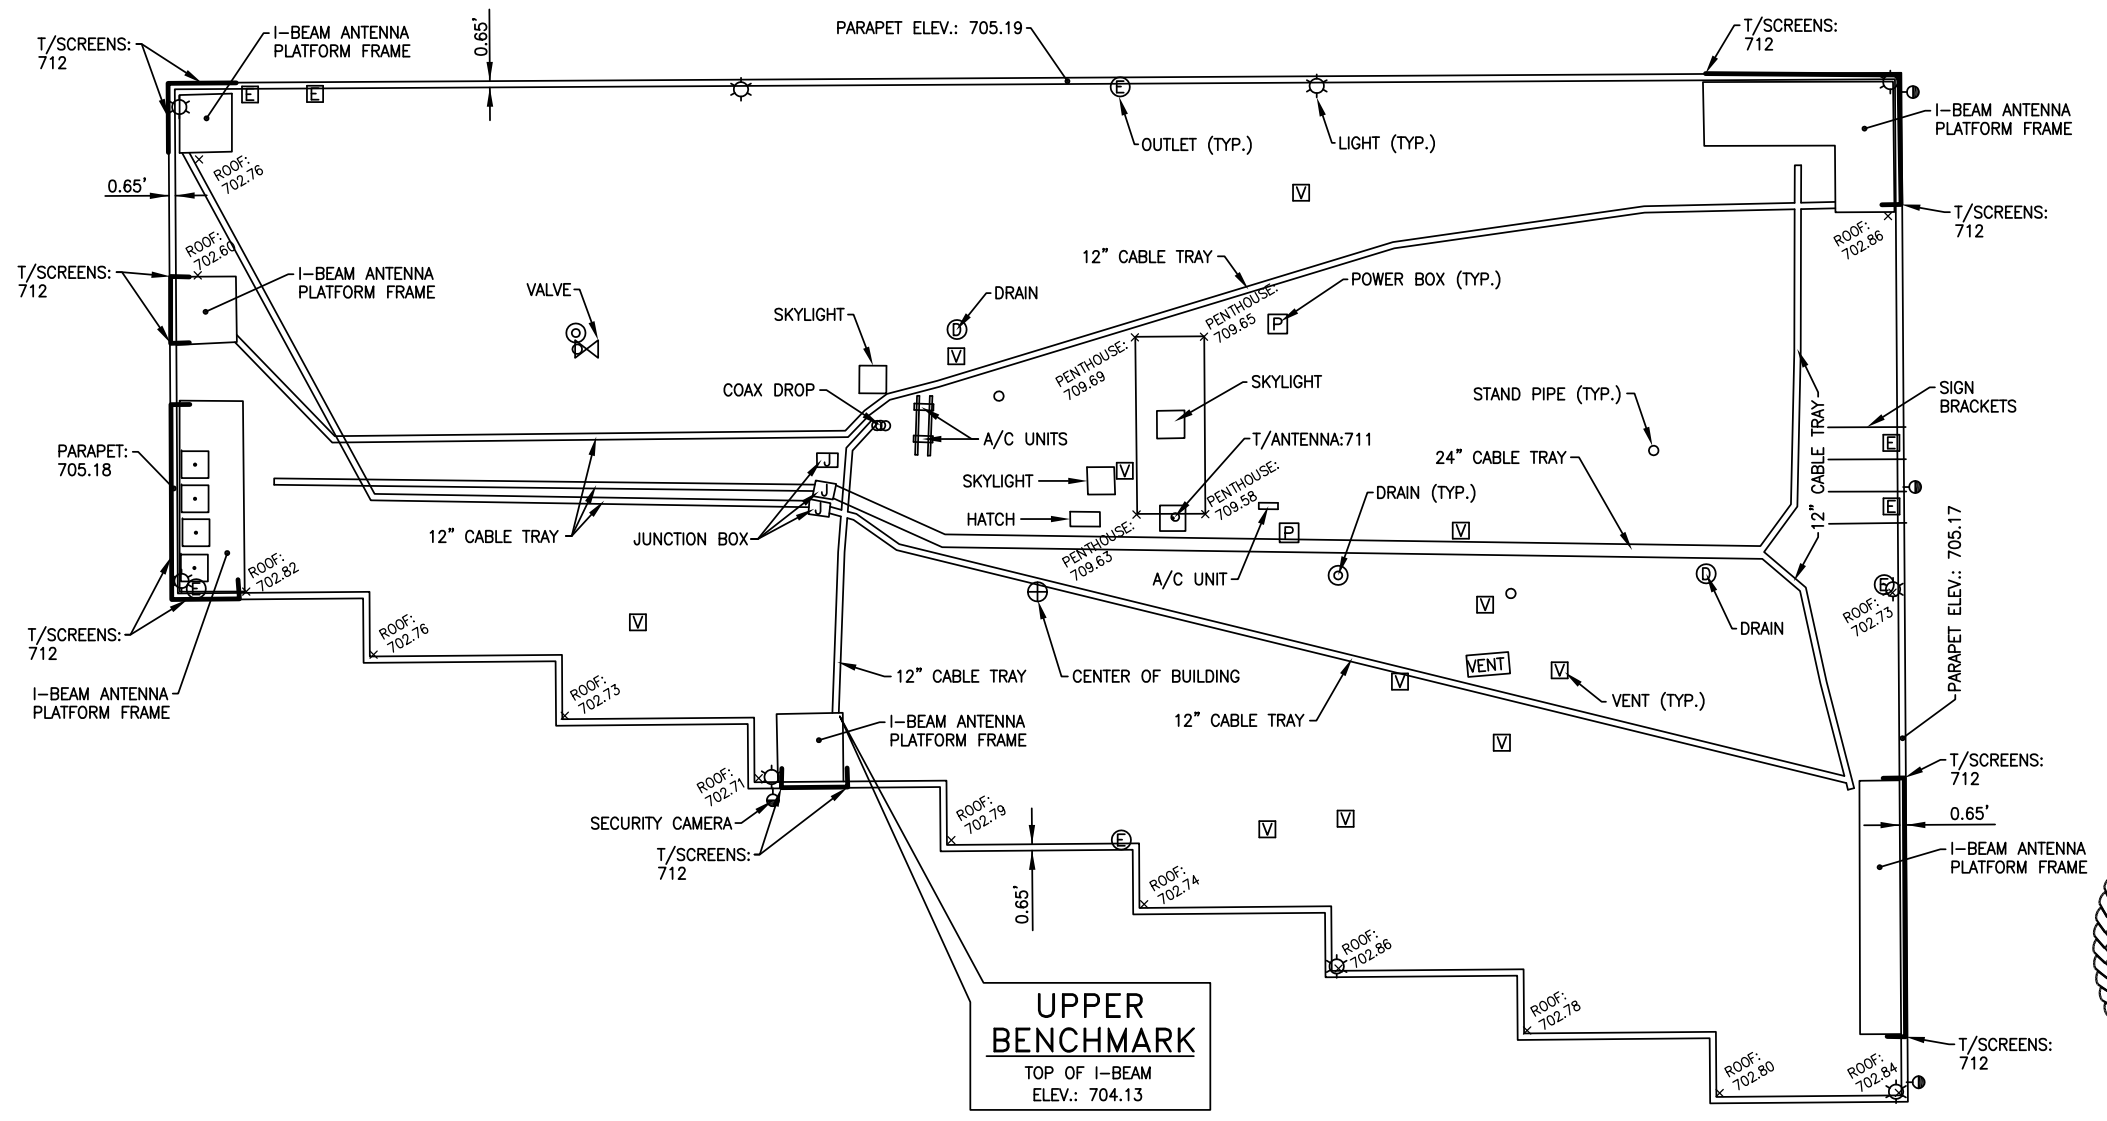 PARAPET ELEV.: 705.19
T/SCREENS:
712
I-BEAM ANTENNA
PLATFORM FRAME
0.65'
T/SCREENS:
712
E
E
E
OUTLET (TYP.)
LIGHT (TYP.)
I-BEAM ANTENNA
PLATFORM FRAME
ROOF:
702.76
0.65'
V
T/SCREENS:
712
ROOF:
702.60
ROOF:
702.86
T/SCREENS:
712
I-BEAM ANTENNA
PLATFORM FRAME
12" CABLE TRAY
POWER BOX (TYP.)
VALVE
DRAIN
D
SKYLIGHT
V
PENTHOUSE:
709.65
P
PENTHOUSE:
709.69
COAX DROP
SKYLIGHT
STAND PIPE (TYP.)
SIGN
BRACKETS
12" CABLE TRAY
A/C UNITS
T/ANTENNA:711
E
PARAPET:
705.18
J
V
24" CABLE TRAY
SKYLIGHT
PENTHOUSE:
709.58
DRAIN (TYP.)
J
J
E
HATCH
12" CABLE TRAY
JUNCTION BOX
PENTHOUSE:
709.63
P
V
A/C UNIT
PARAPET ELEV.: 705.17
ROOF:
702.82
E
D
E
ROOF:
702.73
V
V
DRAIN
T/SCREENS:
712
ROOF:
702.76
I-BEAM ANTENNA
PLATFORM FRAME
ROOF:
702.73
12" CABLE TRAY
CENTER OF BUILDING
VENT
V
V
VENT (TYP.)
12" CABLE TRAY
I-BEAM ANTENNA
PLATFORM FRAME
V
ROOF:
702.71
T/SCREENS:
712
SECURITY CAMERA
T/SCREENS:
712
ROOF:
702.79
E
V
V
0.65'
I-BEAM ANTENNA
PLATFORM FRAME
0.65'
ROOF:
702.74
ROOF:
702.86
UPPER
BENCHMARK
TOP OF I-BEAM
ELEV.: 704.13
ROOF:
702.78
T/SCREENS:
712
ROOF:
702.80
ROOF:
702.84